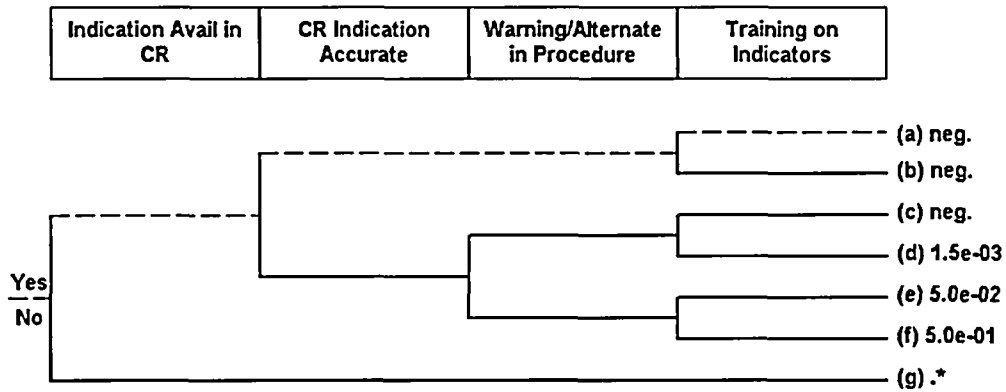 Indication Avail in CR
CR Indication Accurate
Warning/Alternate in Procedure
Training on Indicators
(a) neg.
(b) neg.
(c) neg.
(d) 1.5e-03
Yes
(e) 5.0e-02
No
(f) 5.0e-01
(g) .*